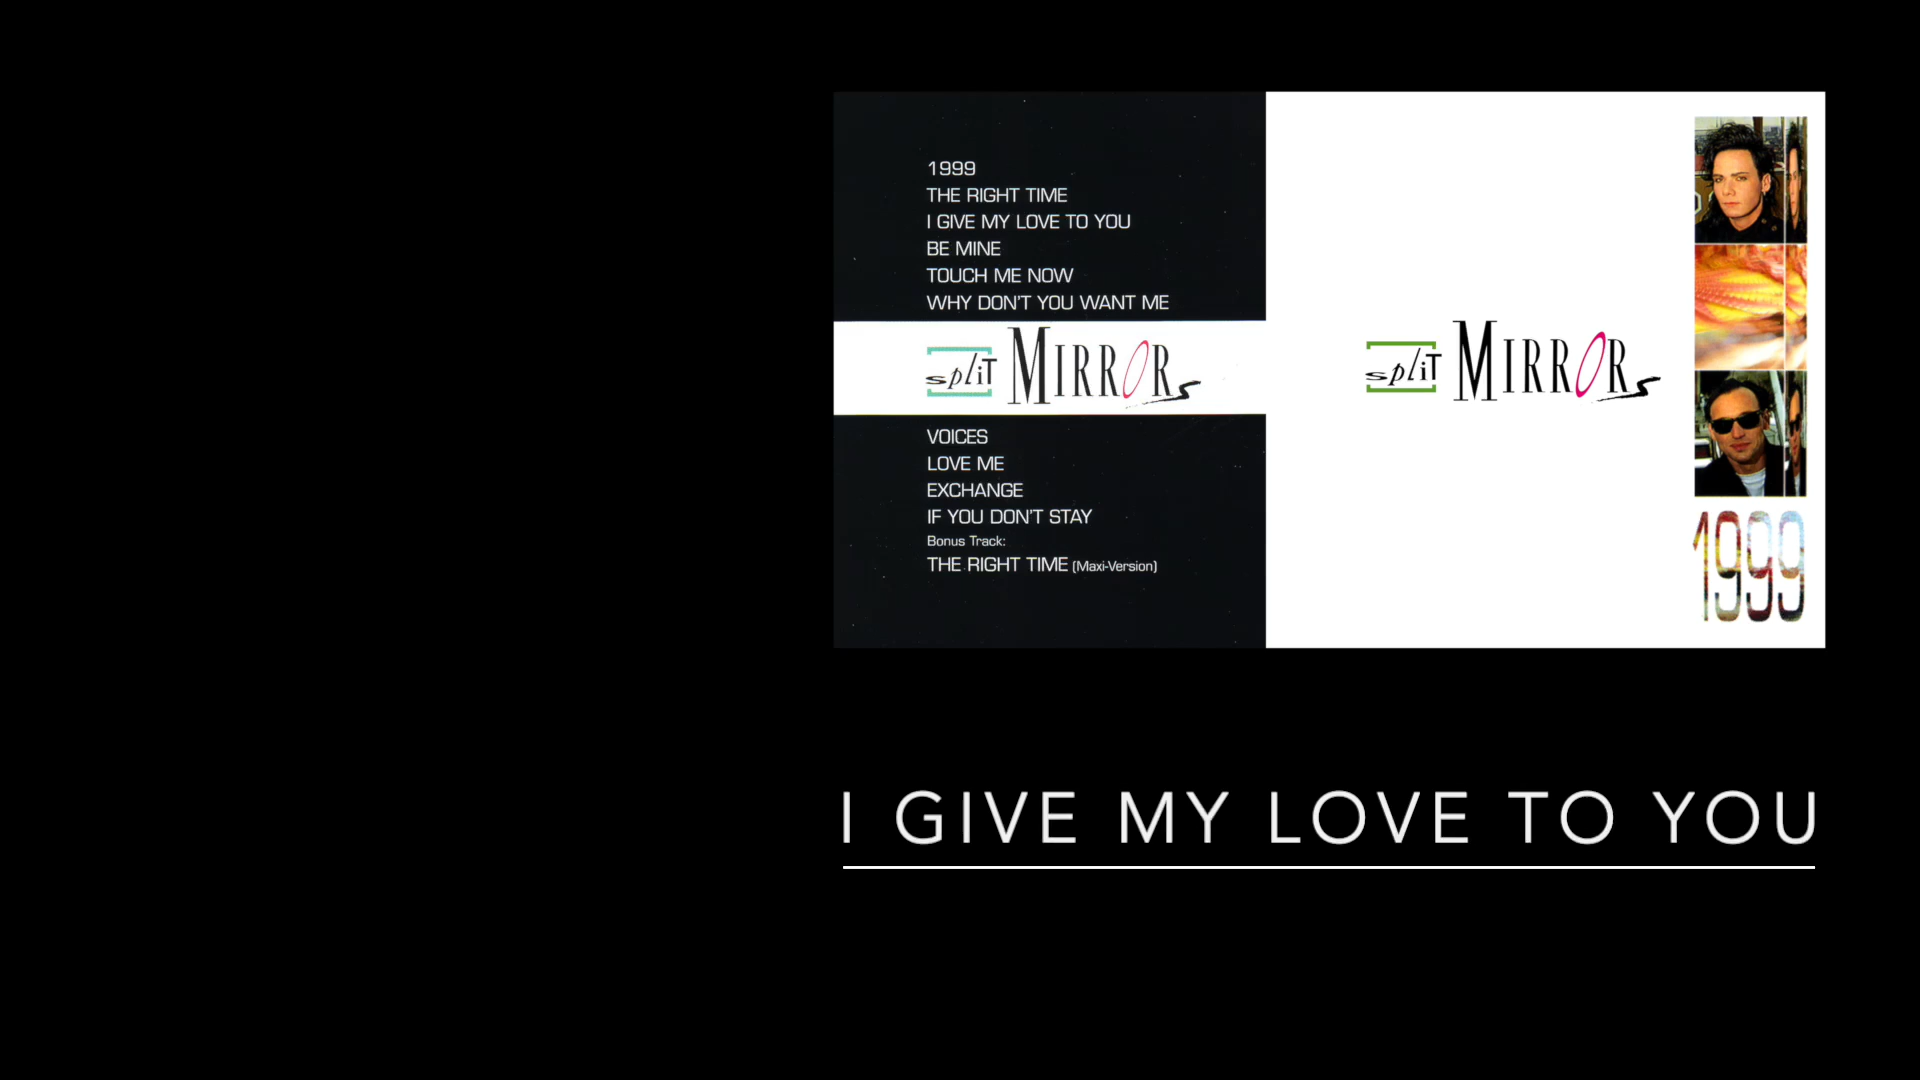 1999
THE RIGHT TIME
I GIVE MY LOVE TO YOU
BE MINE
TOUCH ME NOW
WHY DON'T YOU WANT ME
spliT MIRRORs
VOICES
LOVE ME
EXCHANGE
IF YOU DON'T STAY
Bonus Track:
THE RIGHT TIME (Maxi-Version)
spliT MIRRORs
1999
I GIVE MY LOVE TO YOU